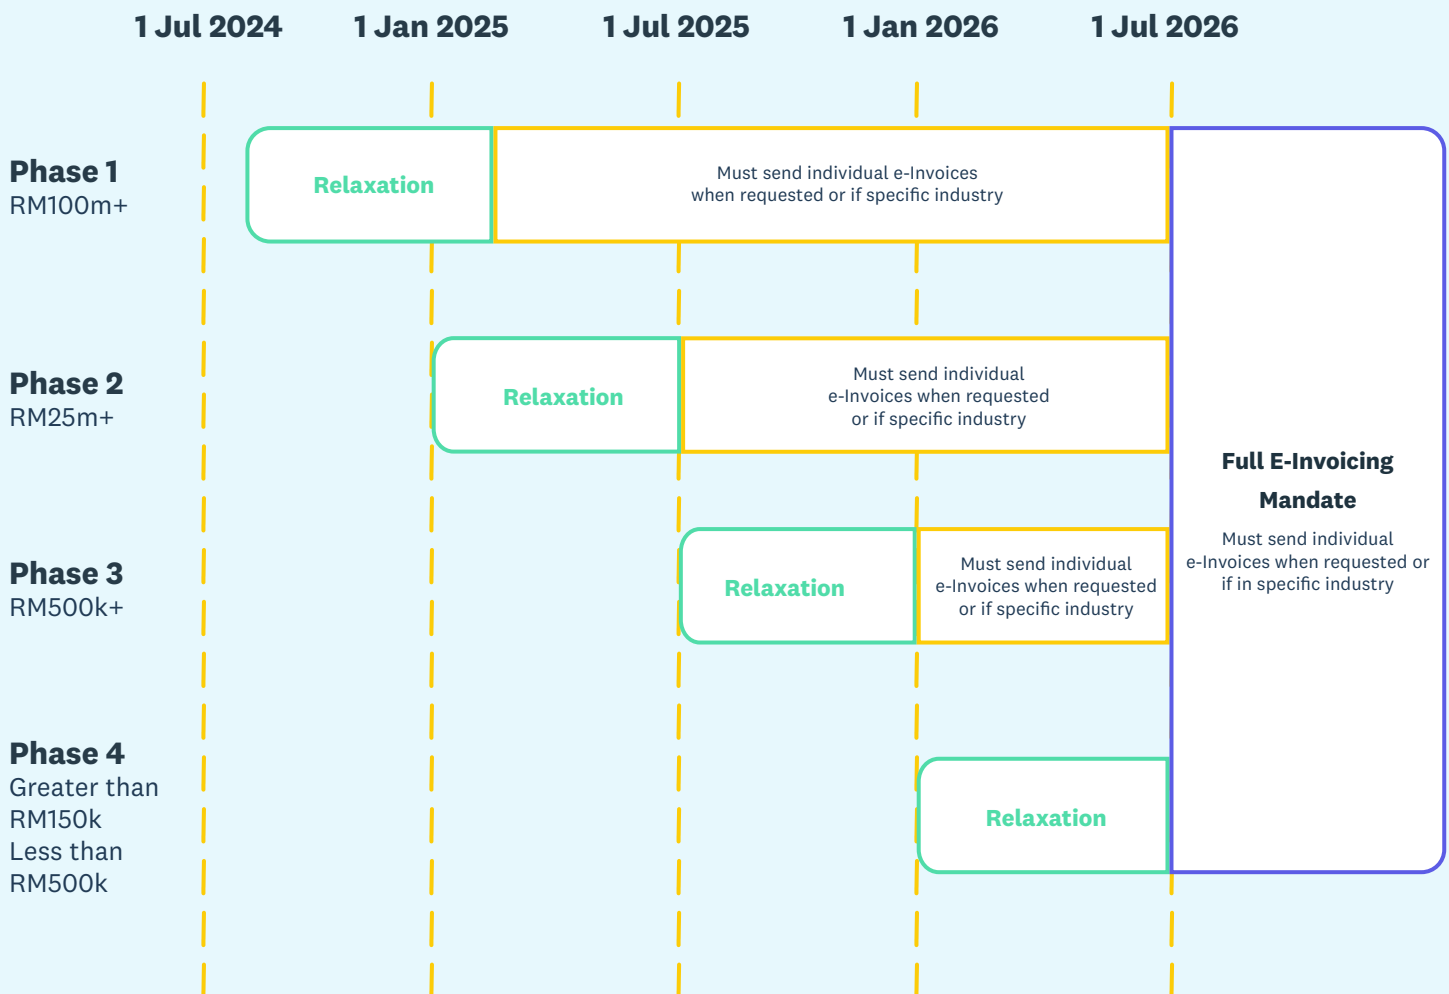 1 Jul 2024
1 Jan 2025
1 Jul 2025
1 Jan 2026
1 Jul 2026
Phase 1
RM100m+
Relaxation
Must send individual e-Invoices
when requested or if specific industry
Phase 2
RM25m+
Relaxation
Must send individual
e-Invoices when requested
or if specific industry
Phase 3
RM500k+
Relaxation
Must send individual
e-Invoices when requested
or if specific industry
Phase 4
Greater than
RM150k
Less than
RM500k
Relaxation
Full E-Invoicing
Mandate
Must send individual
e-Invoices when requested or
if in specific industry